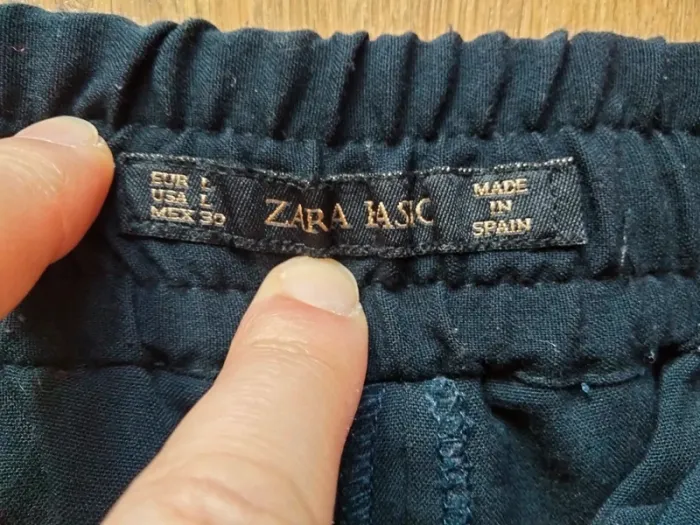 EUR L
USA L
MEX 30
ZARA BASIC
MADE
IN
SPAIN